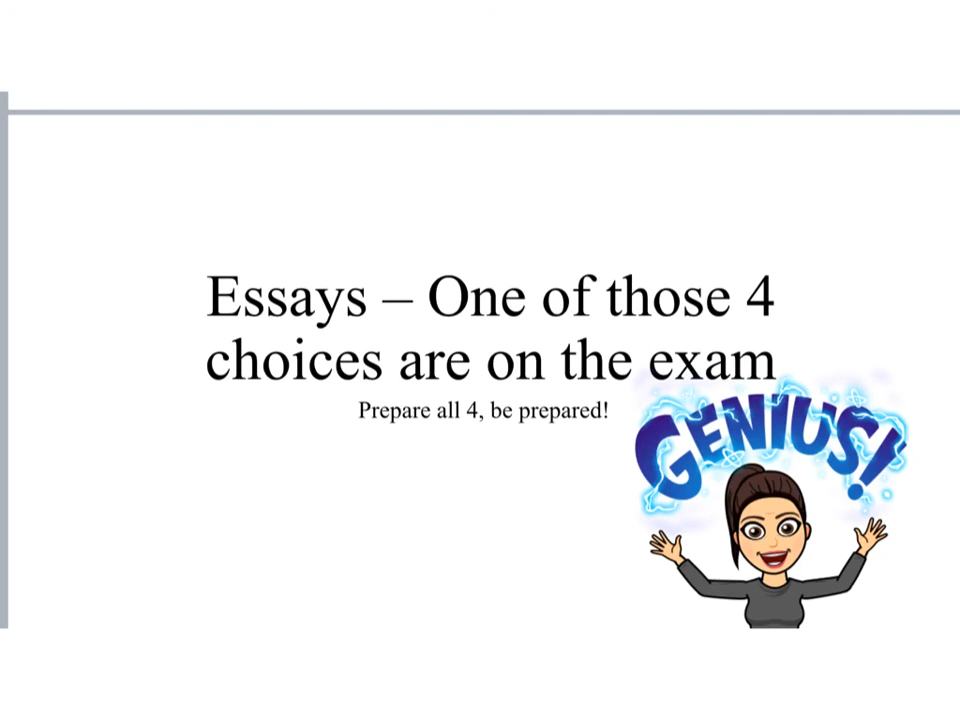 Essays – One of those 4
choices are on the exam
Prepare all 4, be prepared!
GENIUS!